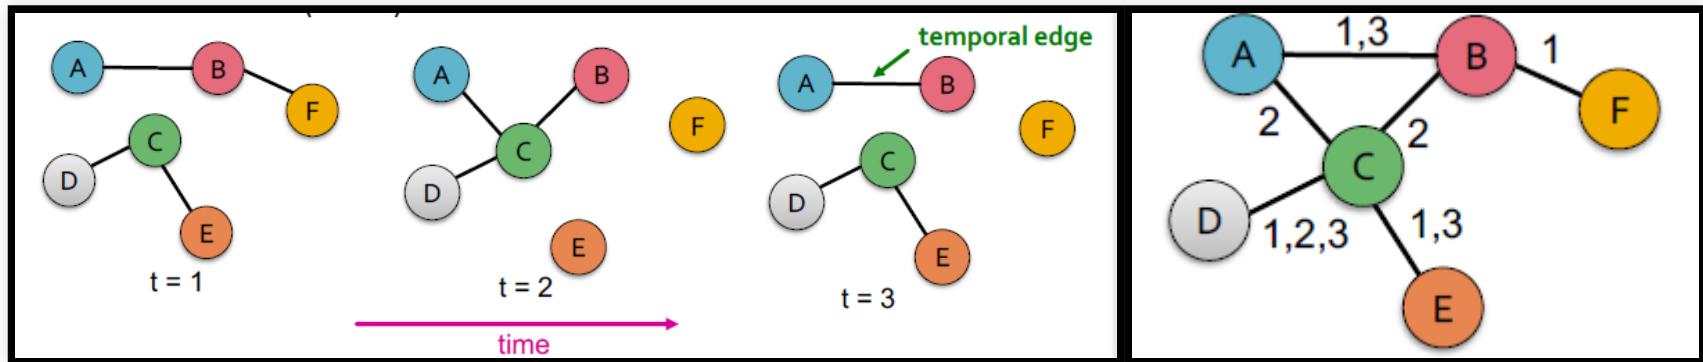 A
B
F
C
D
E
t = 1
A
B
F
C
D
E
t = 2
temporal edge
A
B
F
C
D
E
t = 3
time
A
1,3
B
1
F
2
2
C
D
1,2,3
1,3
E